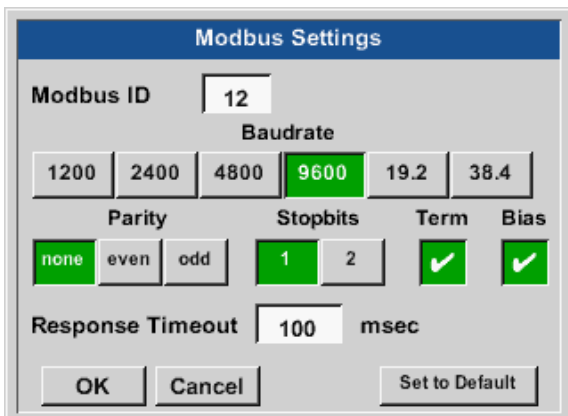 Modbus Settings
Modbus ID 12
Baudrate
1200 2400 4800 9600 19.2 38.4
Parity Stopbits Term Bias
none even odd 1 2
Response Timeout 100 msec
OK Cancel Set to Default